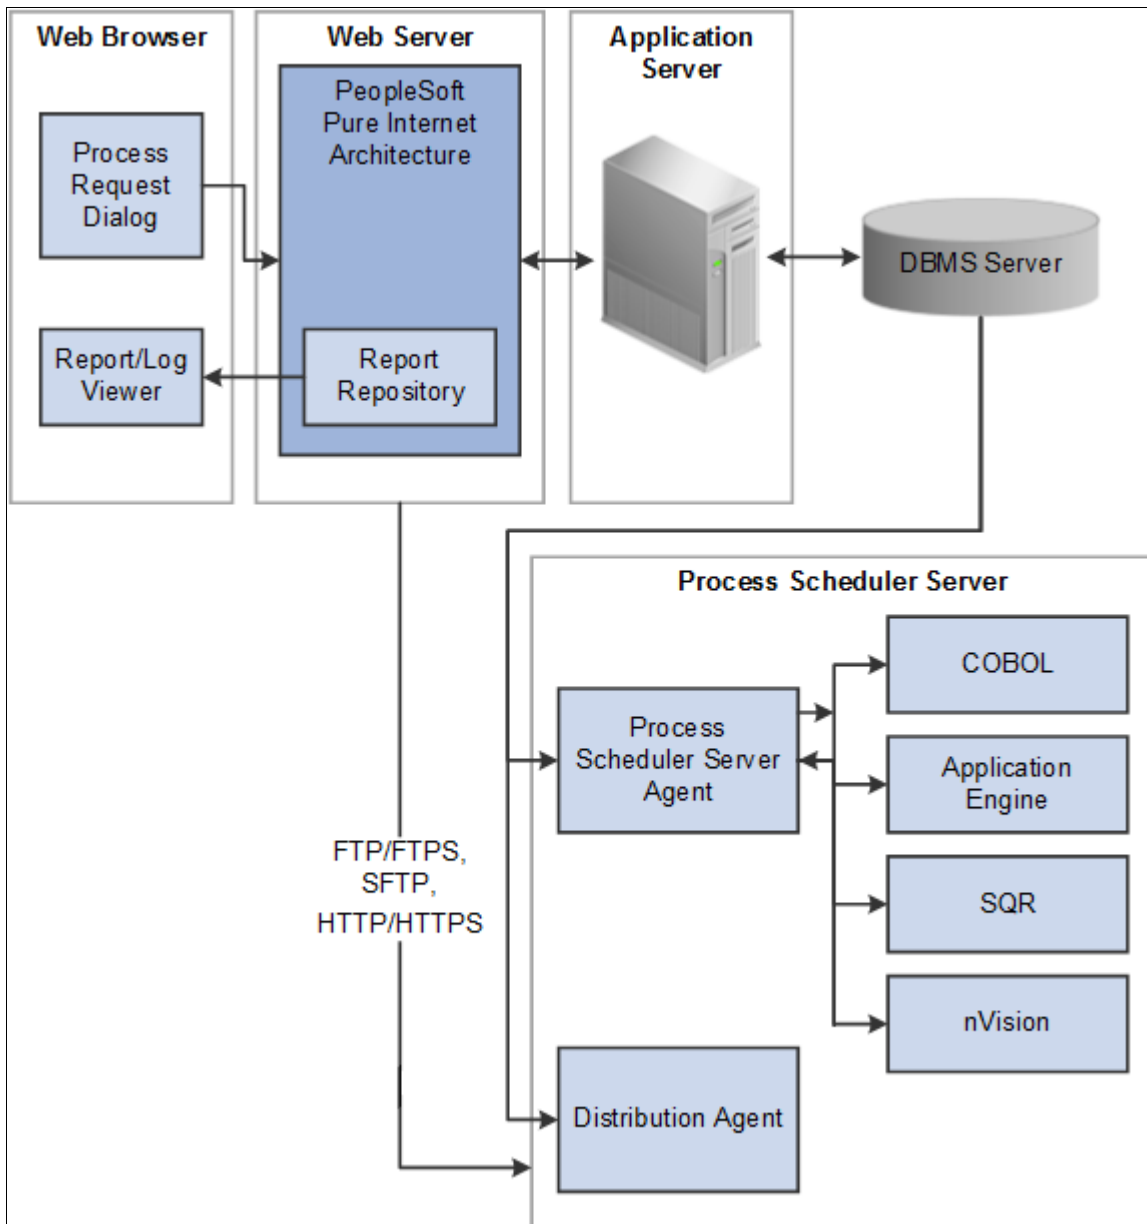 Web Browser
Web Server
Application
Server
PeopleSoft
Pure Internet
Architecture
Process
Request
Dialog
DBMS Server
Report/Log
Viewer
Report
Repository
Process Scheduler Server
COBOL
Process
Scheduler Server
Agent
Application
Engine
FTP/FTPS,
SFTP,
HTTP/HTTPS
SQR
nVision
Distribution Agent